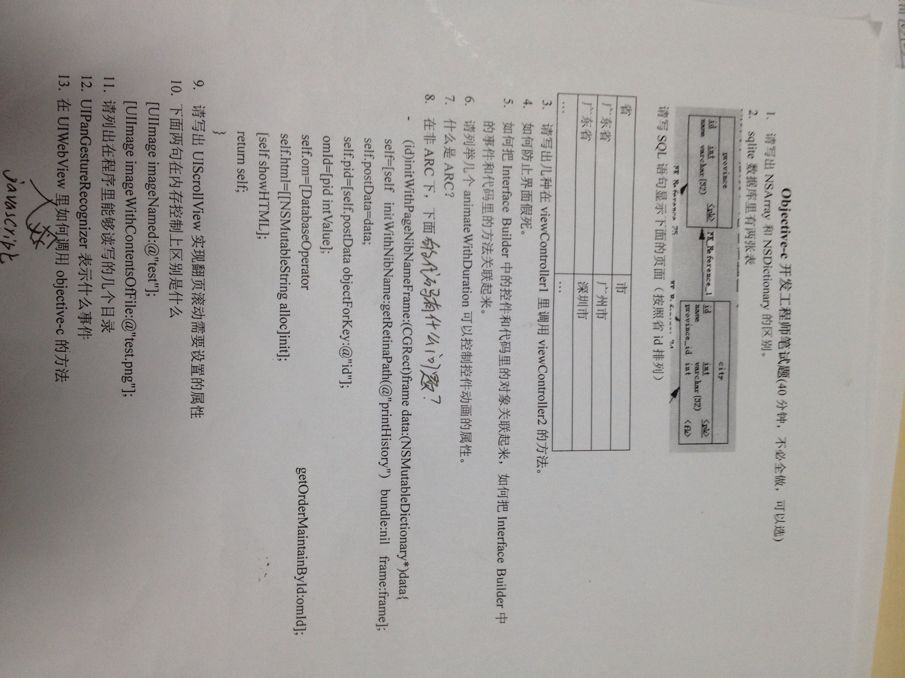 Objective-c 开发工程师笔试题(40 分钟，不必全做，可以选)
1. 请写出 NSArray 和 NSDictionary 的区别。
2. sqlite 数据库里有两张表
province
id int <pk>
name varchar(32)
FK_Reference_1
city
id int <pk>
name varchar(32)
province_id int <fk>
请写 SQL 语句显示下面的页面（按照省 id 排列）
省 市
广东省 广州市
广东省 深圳市
… …
3. 请写出几种在 viewController1 里调用 viewController2 的方法。
4. 如何防止界面假死。
5. 如何把 Interface Builder 中的控件和代码里的对象关联起来，如何把 Interface Builder 中
的事件和代码里的方法关联起来。
6. 请列举几个 animateWithDuration 可以控制控件动画的属性。
7. 什么是 ARC?
8. 在非 ARC 下，下面的代码有什么问题?
- (id)initWithPageNibNameFrame:(CGRect)frame data:(NSMutableDictionary*)data{
self=[self initWithNibName:getRetinaPath(@"printHistory") bundle:nil frame:frame];
self.postData=data;
self.pid=[self.postData objectForKey:@"id"];
omId=[pid intValue];
self.om=[DatabaseOperator getOrderMaintainById:omId];
self.html=[[NSMutableString alloc]init];
[self showHTML];
return self;
}
9. 请写出 UIScrollView 实现翻页滚动需要设置的属性
10. 下面两句在内存控制上区别是什么
[UIImage imageNamed:@"test"];
[UIImage imageWithContentsOfFile:@"test.png"];
11. 请列出在程序里能够读写的几个目录
12. UIPanGestureRecognizer 表示什么事件
13. 在 UIWebView 里如何调用 objective-c 的方法
javascript